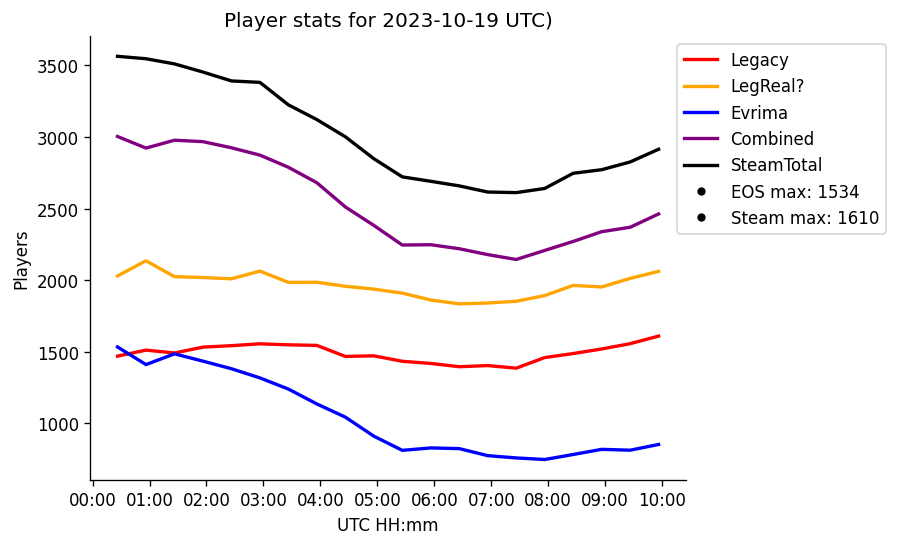 Player stats for 2023-10-19 UTC)
Players
3500
3000
2500
2000
1500
1000
00:00 01:00 02:00 03:00 04:00 05:00 06:00 07:00 08:00 09:00 10:00
UTC HH:mm
Legacy
LegReal?
Evrima
Combined
SteamTotal
EOS max: 1534
Steam max: 1610